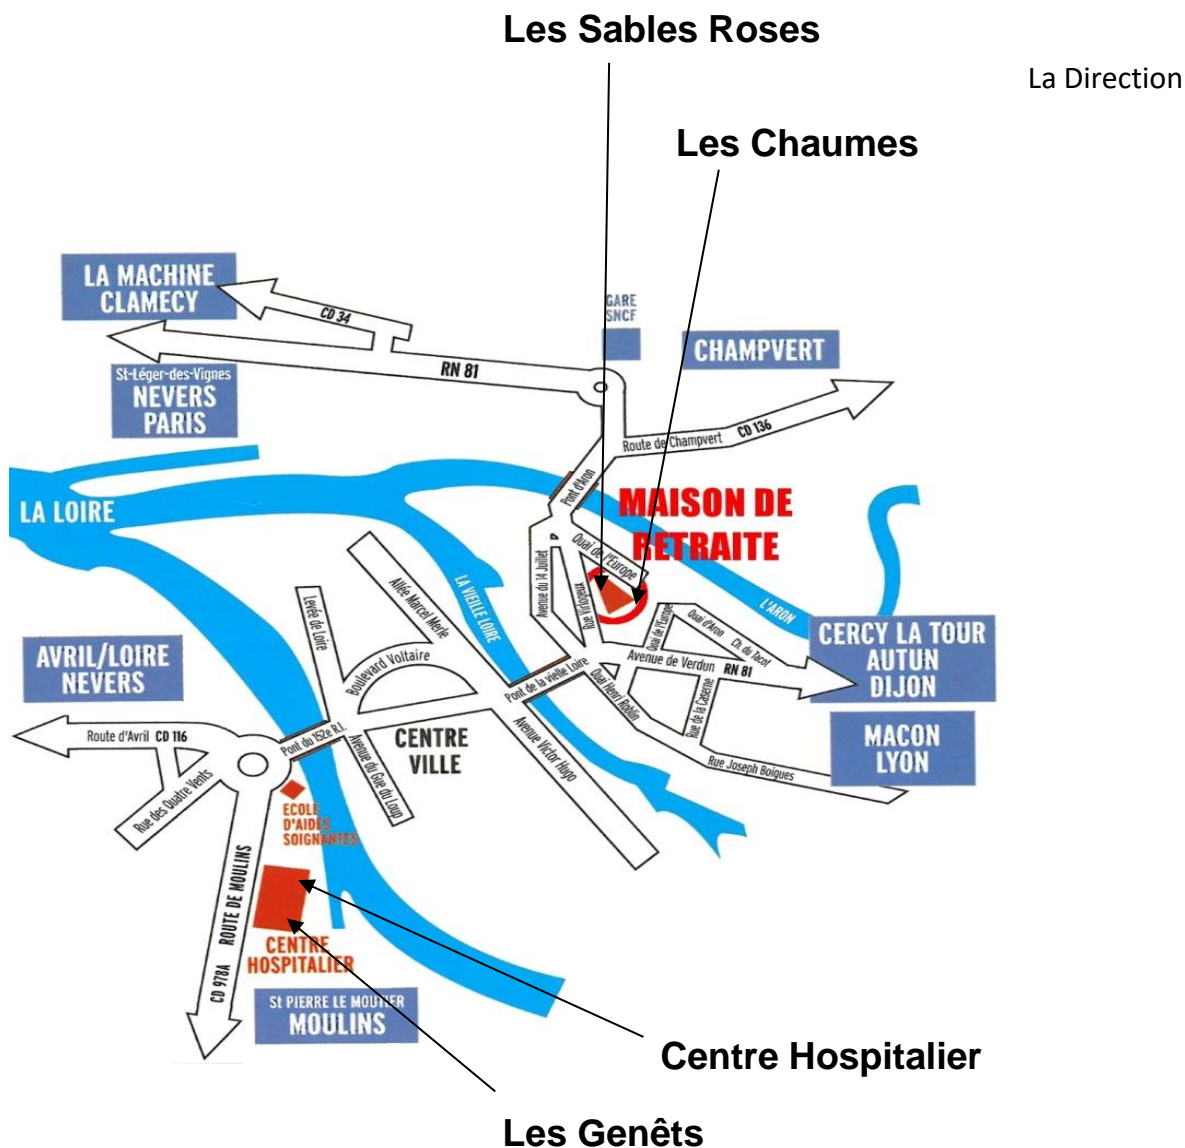 Les Sables Roses
La Direction
Les Chaumes
LA MACHINE
CLAMECY
CD 34
GARE
SNCF
CHAMPVERT
RN 81
St-Léger-des-Vignes
NEVERS
PARIS
Route de Champvert CD 136
Pont d'Aron
LA LOIRE
MAISON DE
RETRAITE
Quai de l'Europe
Avenue du 14 Juillet
Rue Virlogeux
L'ARON
Allée Marcel Merle
LA VIEILLE LOIRE
Levée de Loire
Quai de l'Europe
Quai d'Aron
Ch. du Tacot
CERCY LA TOUR
AUTUN
DIJON
AVRIL/LOIRE
NEVERS
Boulevard Voltaire
Avenue de Verdun RN 81
Pont de la vielle Loire
Quai Henri Roblin
Rue de la Caserne
Route d'Avril CD 116
Pont du 152e R.I.
CENTRE
VILLE
Avenue Victor Hugo
MACON
LYON
Rue Joseph Boigues
Rue des Quatre Vents
Avenue du Gue du Loup
ECOLE
D'AIDES
SOIGNANTES
CD 978A ROUTE DE MOULINS
CENTRE
HOSPITALIER
St PIERRE LE MOUTIER
MOULINS
Centre Hospitalier
Les Genêts